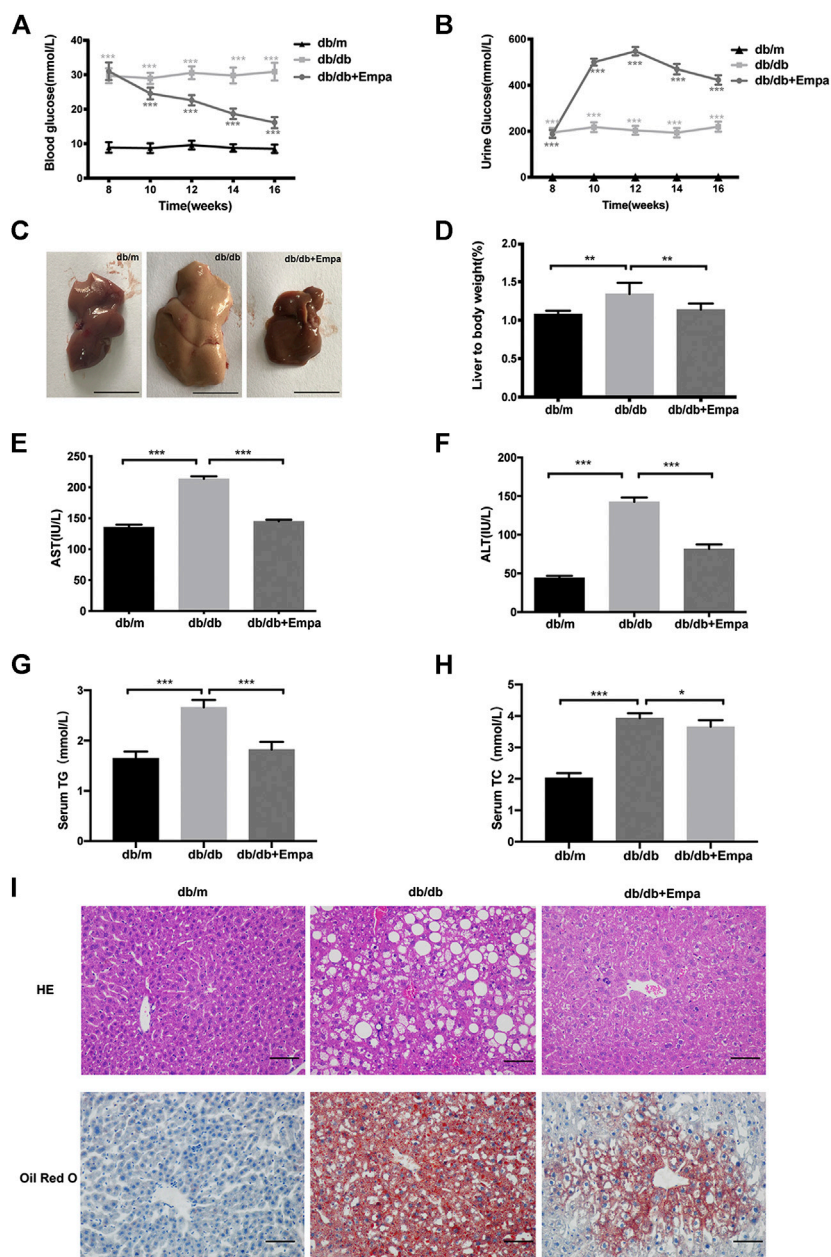 A
Blood glucose(mmol/L)
40
30
20
10
0
8 10 12 14 16
Time(weeks)
*** *** *** *** ***
*** *** *** ***
db/m
db/db
db/db+Empa
B
Urine Glucose(mmol/L)
600
400
200
0
8 10 12 14 16
Time(weeks)
*** *** *** ***
*** *** *** *** ***
***
db/m
db/db
db/db+Empa
C
db/m db/db db/db+Empa
D
Liver to body weight(%)
2.0
1.5
1.0
0.5
0.0
** **
db/m db/db db/db+Empa
E
AST(IU/L)
250
200
150
100
50
0
*** ***
db/m db/db db/db+Empa
F
ALT(IU/L)
200
150
100
50
0
*** ***
db/m db/db db/db+Empa
G
Serum TG (mmol/L)
3
2
1
0
*** ***
db/m db/db db/db+Empa
H
Serum TC (mmol/L)
5
4
3
2
1
0
*** *
db/m db/db db/db+Empa
I
db/m db/db db/db+Empa
HE
Oil Red O